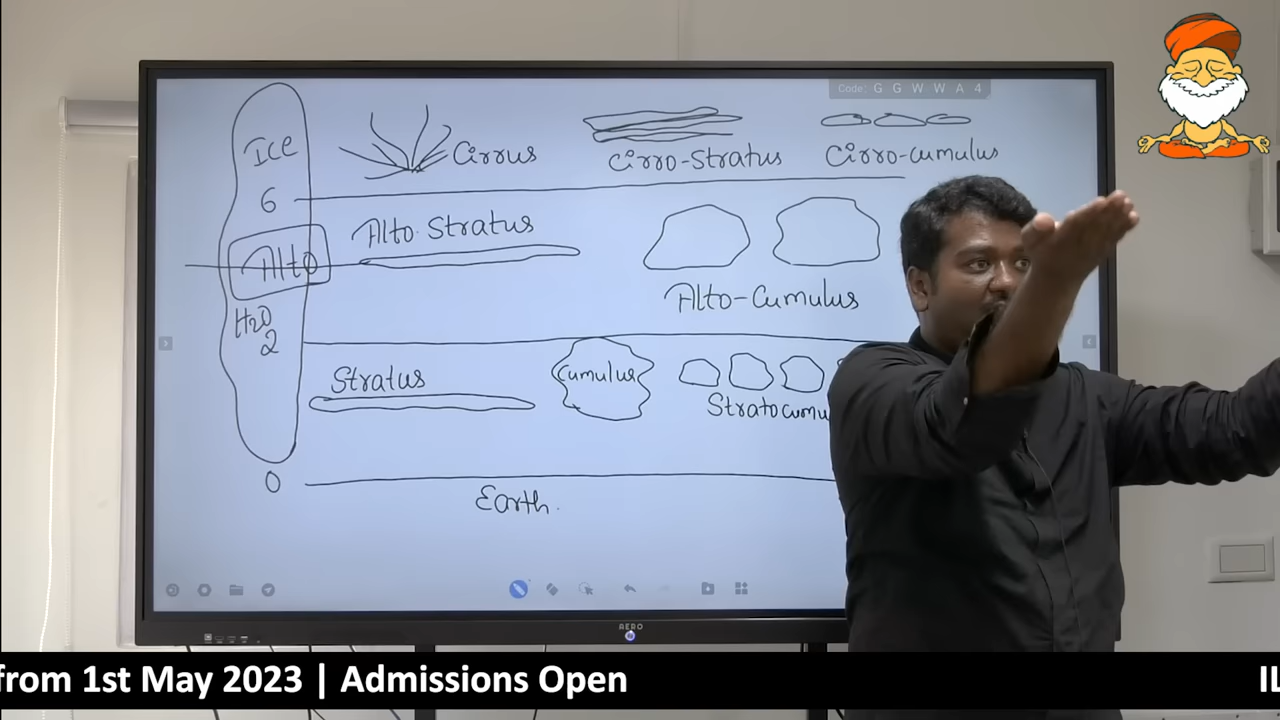 Code: G G W W A 4
Ice
Cirrus
Cirro-Stratus
Cirro-cumulus
6
Alto Stratus
Alto
Alto-Cumulus
H2O
2
Stratus
Cumulus
Stratocumu
0
Earth.
AERO
from 1st May 2023 | Admissions Open
IL